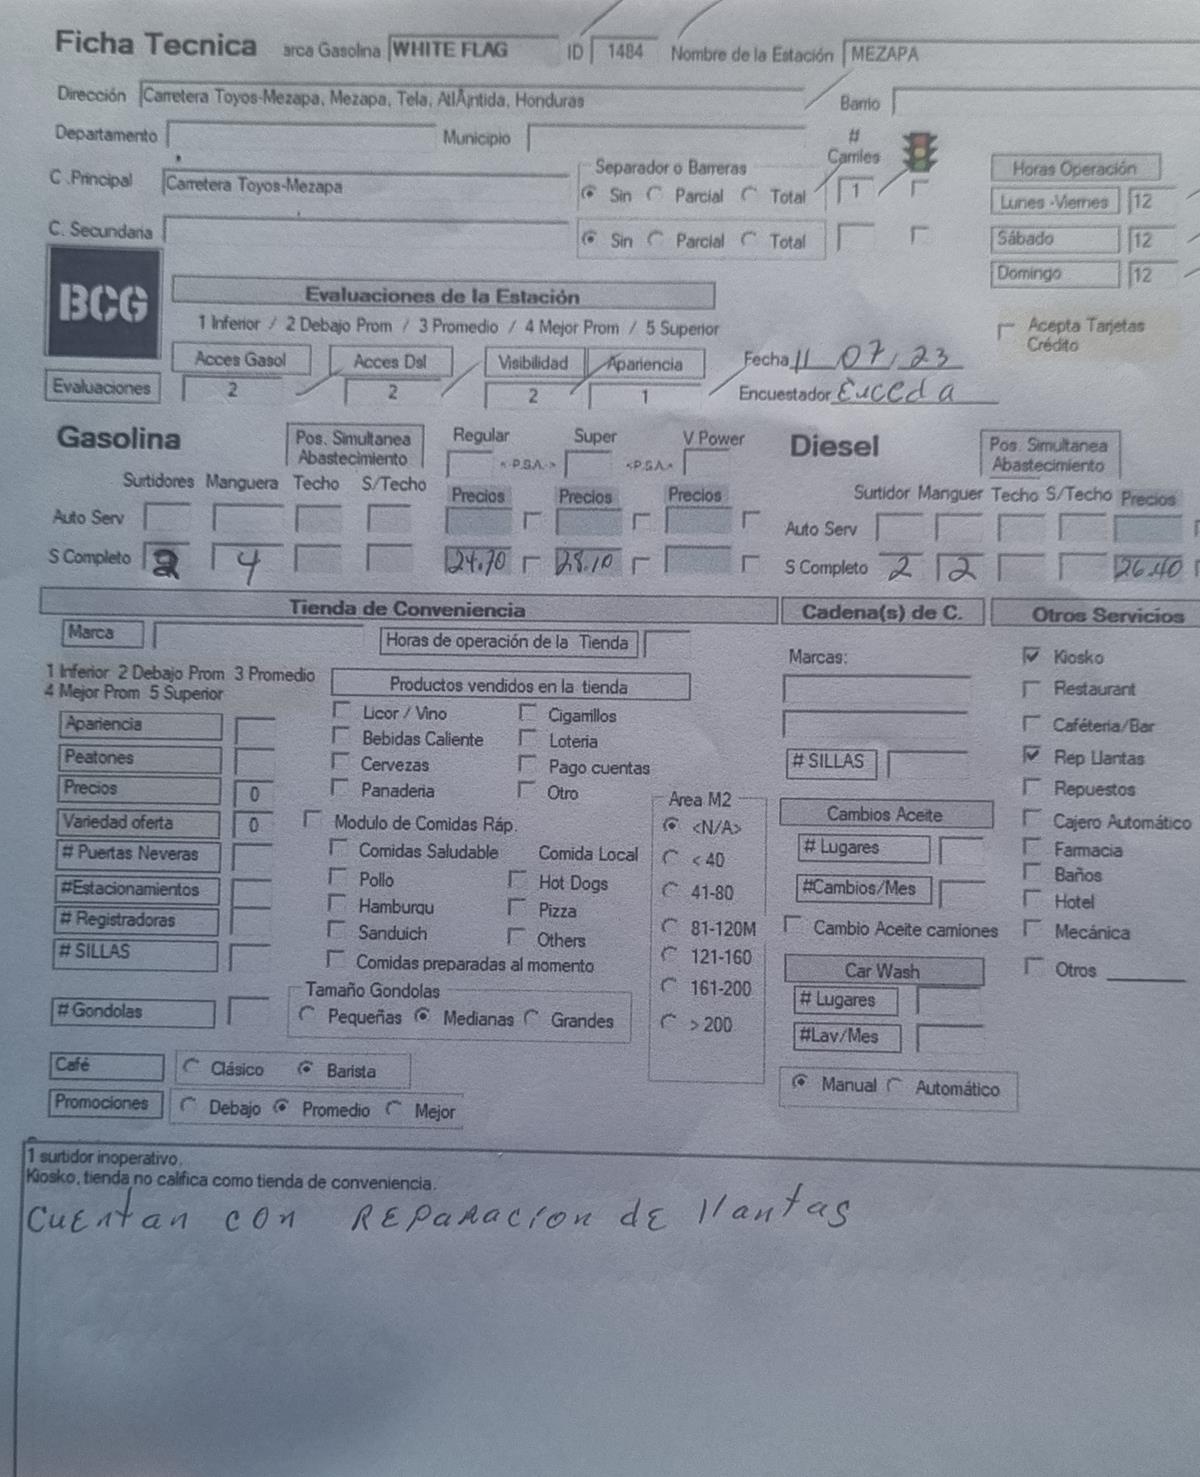 Ficha Tecnica arca Gasolina WHITE FLAG ID 1484 Nombre de la Estación MEZAPA
Dirección Carretera Toyos-Mezapa, Mezapa, Tela, AtlÃ¡ntida, Honduras Barrio
Departamento Municipio # Carriles
C .Principal Carretera Toyos-Mezapa Separador o Barreras Sin Parcial Total 1
C. Secundaria Sin Parcial Total
Horas Operación
Lunes -Viernes 12
Sábado 12
Domingo 12
BCG
Evaluaciones de la Estación
1 Inferior / 2 Debajo Prom / 3 Promedio / 4 Mejor Prom / 5 Superior
Acepta Tarjetas Crédito
Acces Gasol Acces Dsl Visibilidad Apariencia
Evaluaciones 2 2 2 1
Fecha 11 07/23
Encuestador Euceda
Gasolina Pos. Simultanea Abastecimiento Regular Super V Power
<-P.S.A.-> <-P.S.A.->
Surtidores Manguera Techo S/Techo Precios Precios Precios
Auto Serv
S Completo 2 4 24.70 28.10
Diesel Pos. Simultanea Abastecimiento
Surtidor Manguer Techo S/Techo Precios
Auto Serv
S Completo 2 2 26.40
Tienda de Conveniencia
Marca Horas de operación de la Tienda
1 Inferior 2 Debajo Prom 3 Promedio
4 Mejor Prom 5 Superior
Apariencia
Peatones
Precios 0
Variedad oferta 0
# Puertas Neveras
#Estacionamientos
# Registradoras
# SILLAS
# Gondolas
Productos vendidos en la tienda
Licor / Vino Cigarrillos
Bebidas Caliente Loteria
Cervezas Pago cuentas
Panaderia Otro
Modulo de Comidas Ráp.
Comidas Saludable Comida Local
Pollo Hot Dogs
Hamburqu Pizza
Sanduich Others
Comidas preparadas al momento
Tamaño Gondolas
Pequeñas Medianas Grandes
Area M2
<N/A>
< 40
41-80
81-120M
121-160
161-200
> 200
Café Clásico Barista
Promociones Debajo Promedio Mejor
Cadena(s) de C.
Marcas:
# SILLAS
Cambios Aceite
# Lugares
#Cambios/Mes
Cambio Aceite camiones
Car Wash
# Lugares
#Lav/Mes
Manual Automático
Otros Servicios
Kiosko
Restaurant
Caféteria/Bar
Rep Llantas
Repuestos
Cajero Automático
Farmacia
Baños
Hotel
Mecánica
Otros
1 surtidor inoperativo.
Kiosko, tienda no califica como tienda de conveniencia.
Cuentan con REPARACION dE llantas